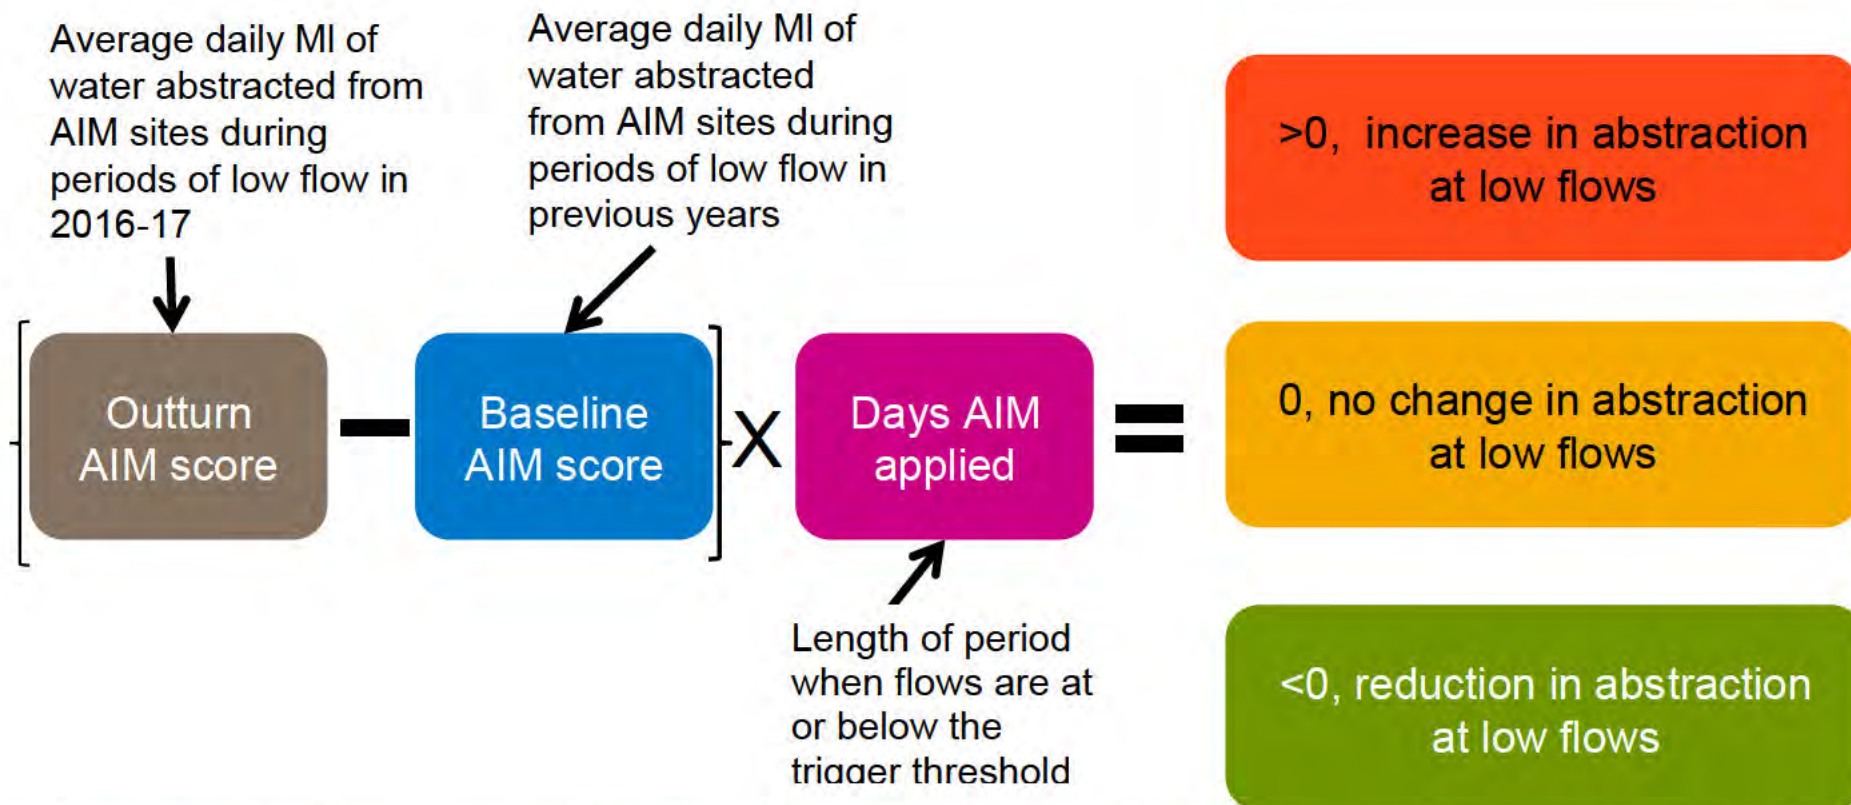 Average daily Ml of
water abstracted from
AIM sites during
periods of low flow in
2016-17
Average daily Ml of
water abstracted
from AIM sites during
periods of low flow in
previous years
Outturn
AIM score
Baseline
AIM score
X
Days AIM
applied
=
>0, increase in abstraction
at low flows
0, no change in abstraction
at low flows
<0, reduction in abstraction
at low flows
Length of period
when flows are at
or below the
trigger threshold